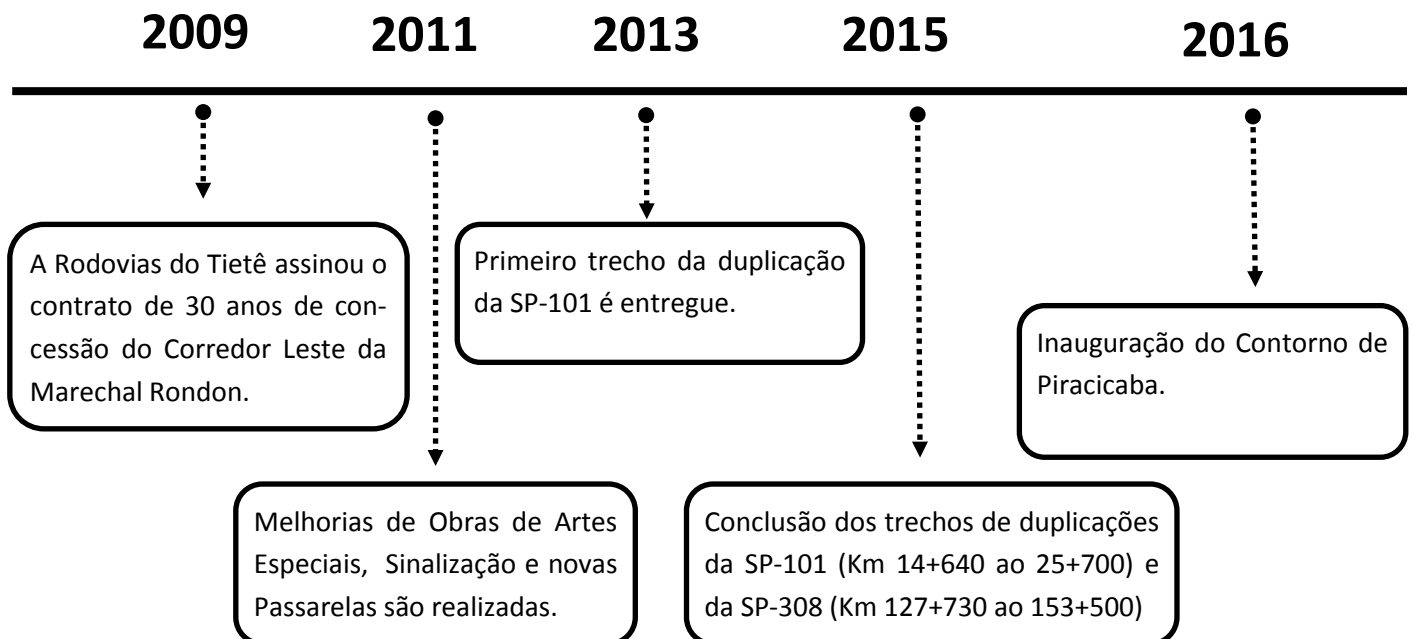 2009
2011
2013
2015
2016
A Rodovias do Tietê assinou o
contrato de 30 anos de con-
cessão do Corredor Leste da
Marechal Rondon.
Melhorias de Obras de Artes
Especiais, Sinalização e novas
Passarelas são realizadas.
Primeiro trecho da duplicação
da SP-101 é entregue.
Conclusão dos trechos de duplicações
da SP-101 (Km 14+640 ao 25+700) e
da SP-308 (Km 127+730 ao 153+500)
Inauguração do Contorno de
Piracicaba.